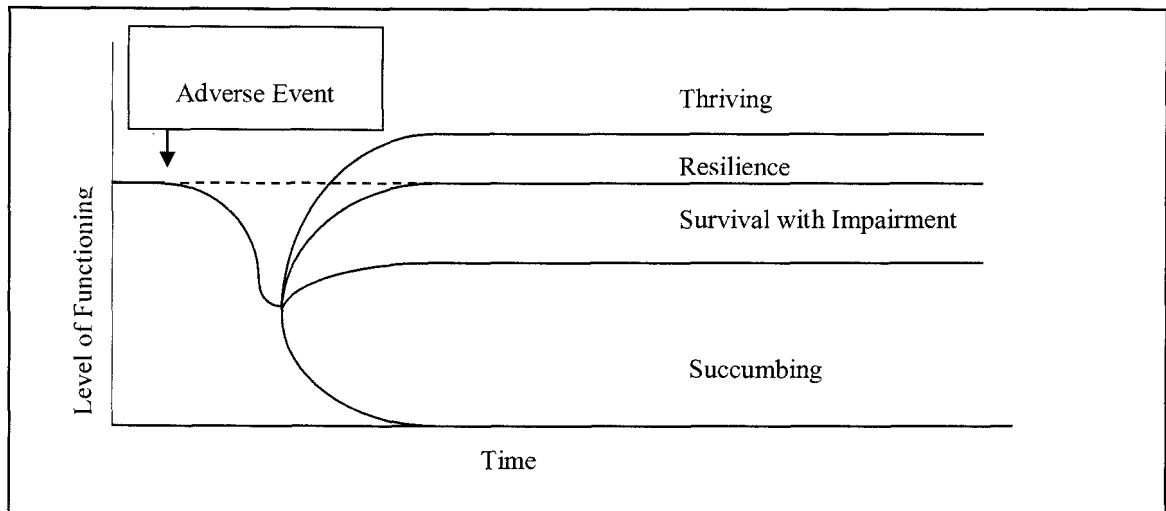 Adverse Event
Thriving
Resilience
Survival with Impairment
Succumbing
Level of Functioning
Time